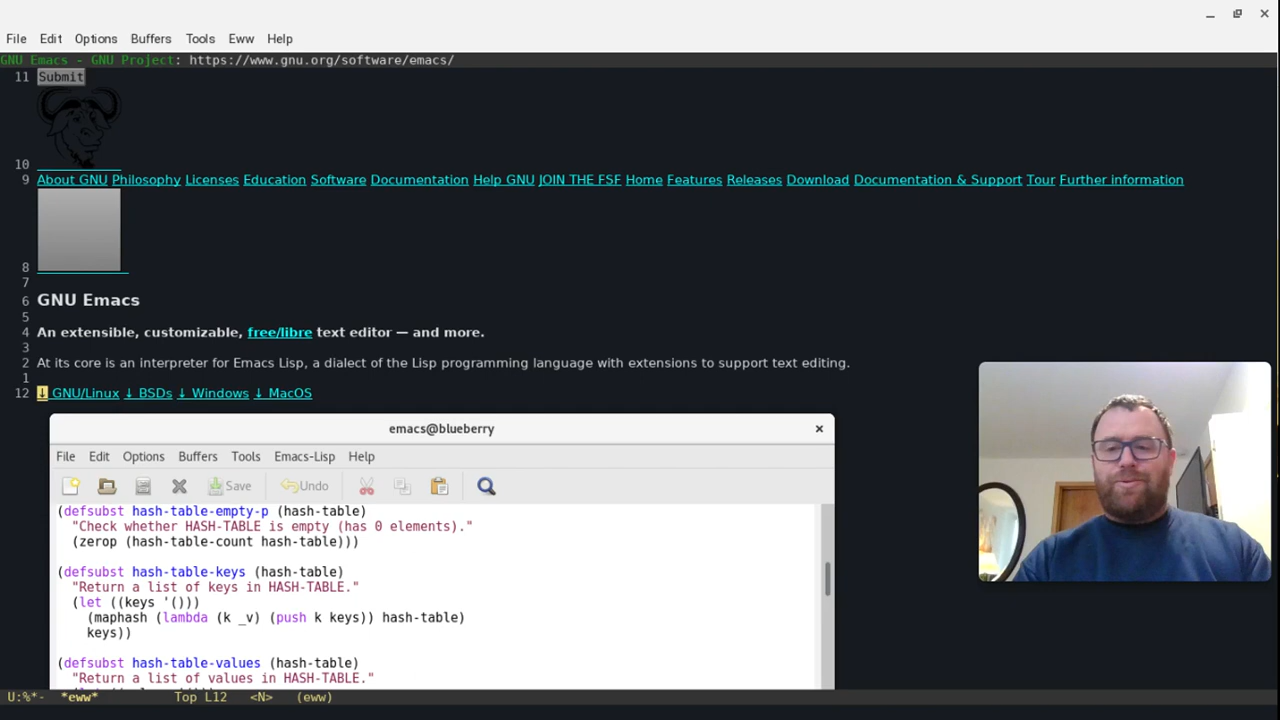 File Edit Options Buffers Tools Eww Help
GNU Emacs - GNU Project: https://www.gnu.org/software/emacs/
11 Submit
10
9 About GNU Philosophy Licenses Education Software Documentation Help GNU JOIN THE FSF Home Features Releases Download Documentation & Support Tour Further information
8
7
6 GNU Emacs
5
4 An extensible, customizable, free/libre text editor — and more.
3
2 At its core is an interpreter for Emacs Lisp, a dialect of the Lisp programming language with extensions to support text editing.
1
12 ↓ GNU/Linux ↓ BSDs ↓ Windows ↓ MacOS
emacs@blueberry
File Edit Options Buffers Tools Emacs-Lisp Help
Save Undo
(defsubst hash-table-empty-p (hash-table)
"Check whether HASH-TABLE is empty (has 0 elements)."
(zerop (hash-table-count hash-table)))
(defsubst hash-table-keys (hash-table)
"Return a list of keys in HASH-TABLE."
(let ((keys '()))
(maphash (lambda (k _v) (push k keys)) hash-table)
keys))
(defsubst hash-table-values (hash-table)
"Return a list of values in HASH-TABLE."
U:%*- *eww* Top L12 <N> (eww)